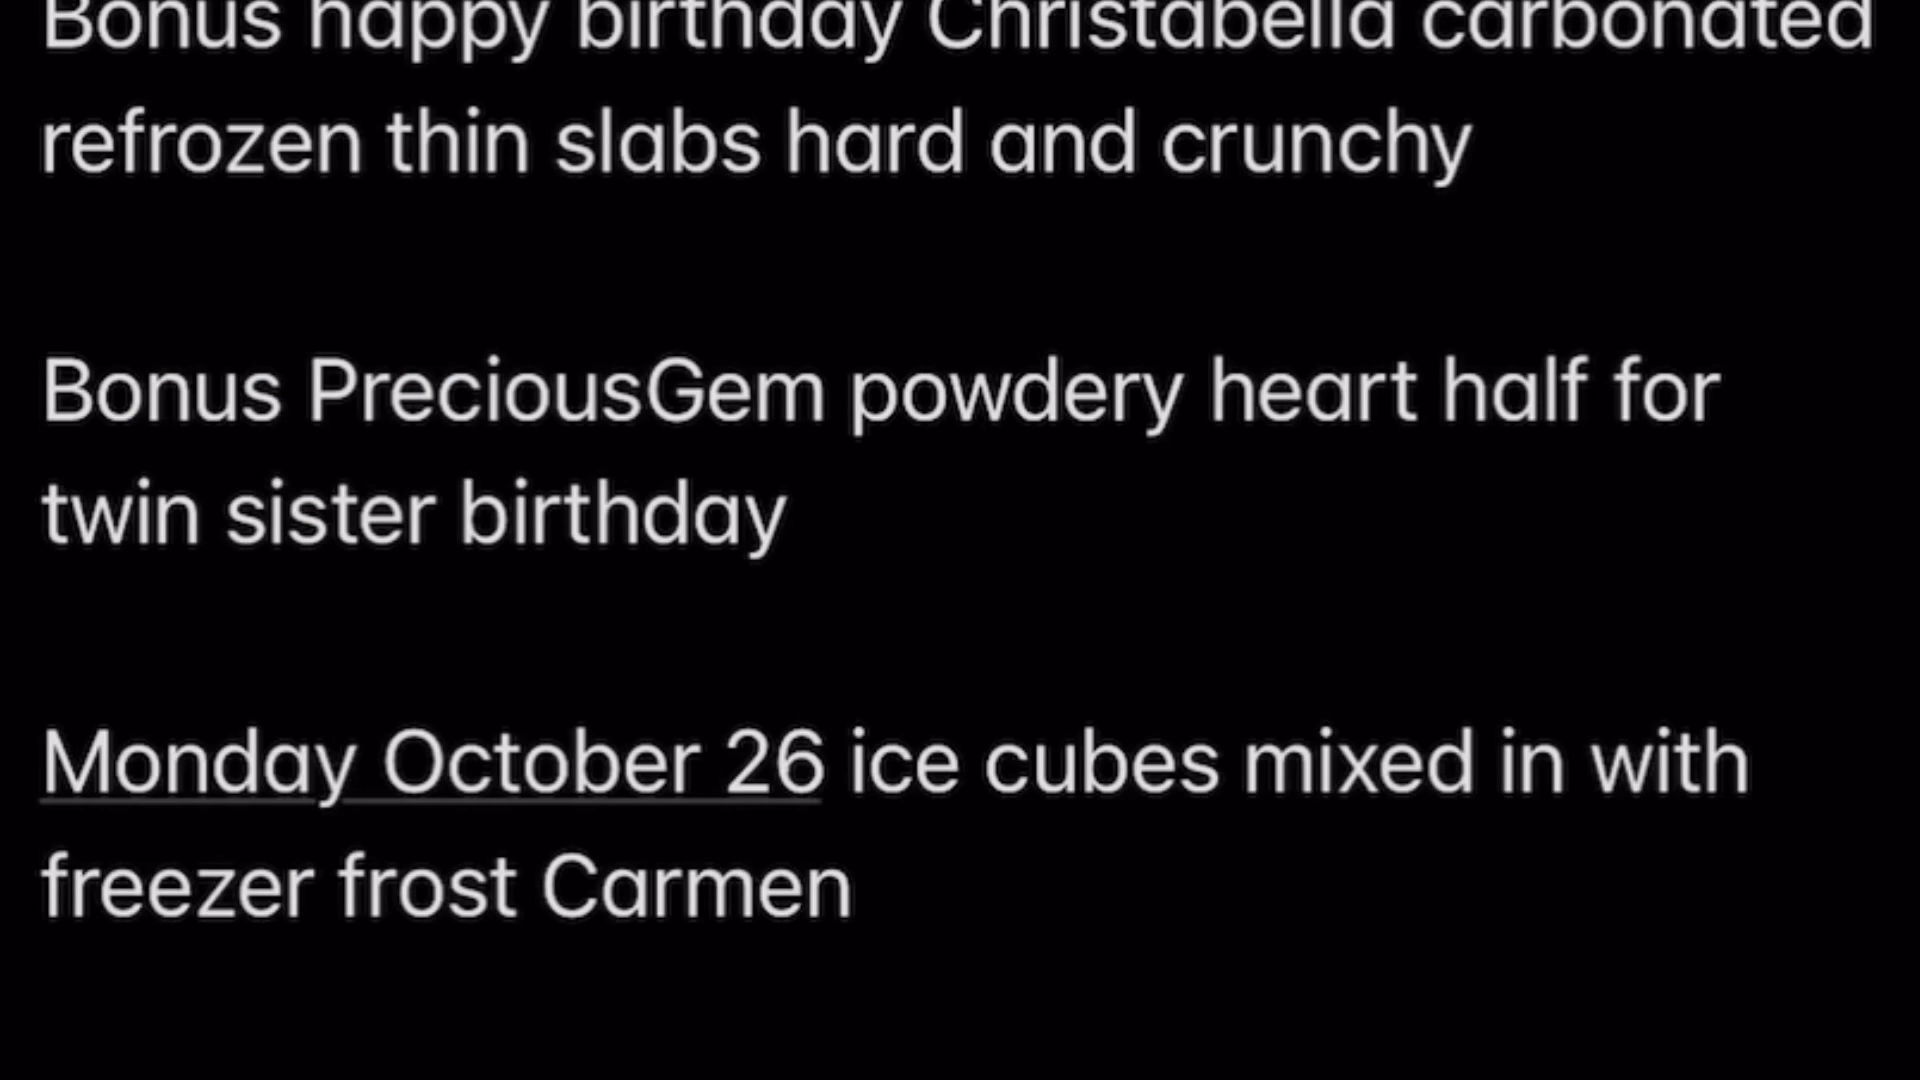 Bonus happy birthday Christabella carbonated
refrozen thin slabs hard and crunchy
Bonus PreciousGem powdery heart half for
twin sister birthday
Monday October 26 ice cubes mixed in with
freezer frost Carmen